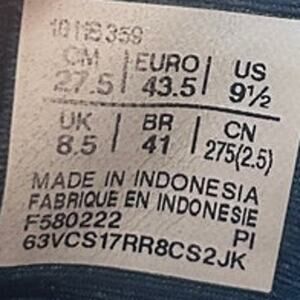 CM | EURO | US
27.5 | 43.5 | 9½
UK | BR | CN
8.5 | 41 | 275(2.5)
MADE IN INDONESIA
FABRIQUE EN INDONESIE
F580222 PI
63VCS17RR8CS2JK